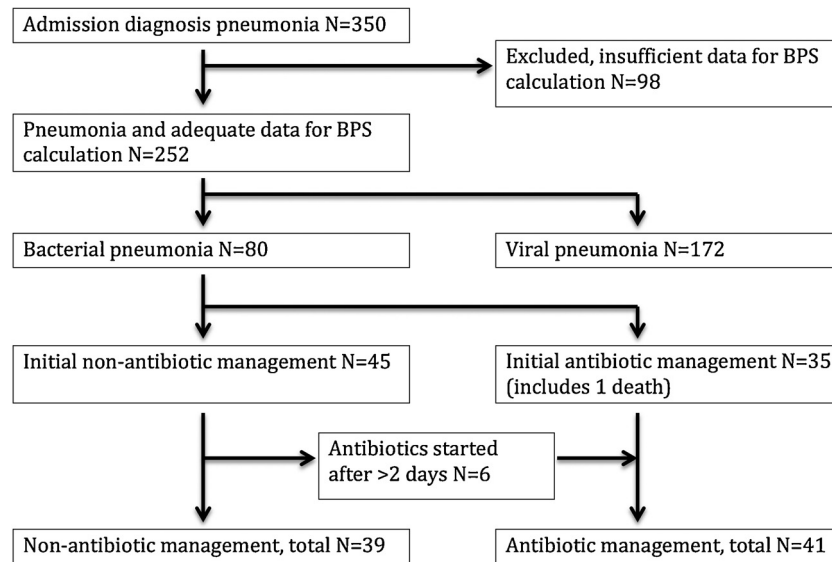 Admission diagnosis pneumonia N=350
Excluded, insufficient data for BPS
calculation N=98
Pneumonia and adequate data for BPS
calculation N=252
Bacterial pneumonia N=80
Viral pneumonia N=172
Initial non-antibiotic management N=45
Initial antibiotic management N=35
(includes 1 death)
Antibiotics started
after >2 days N=6
Non-antibiotic management, total N=39
Antibiotic management, total N=41